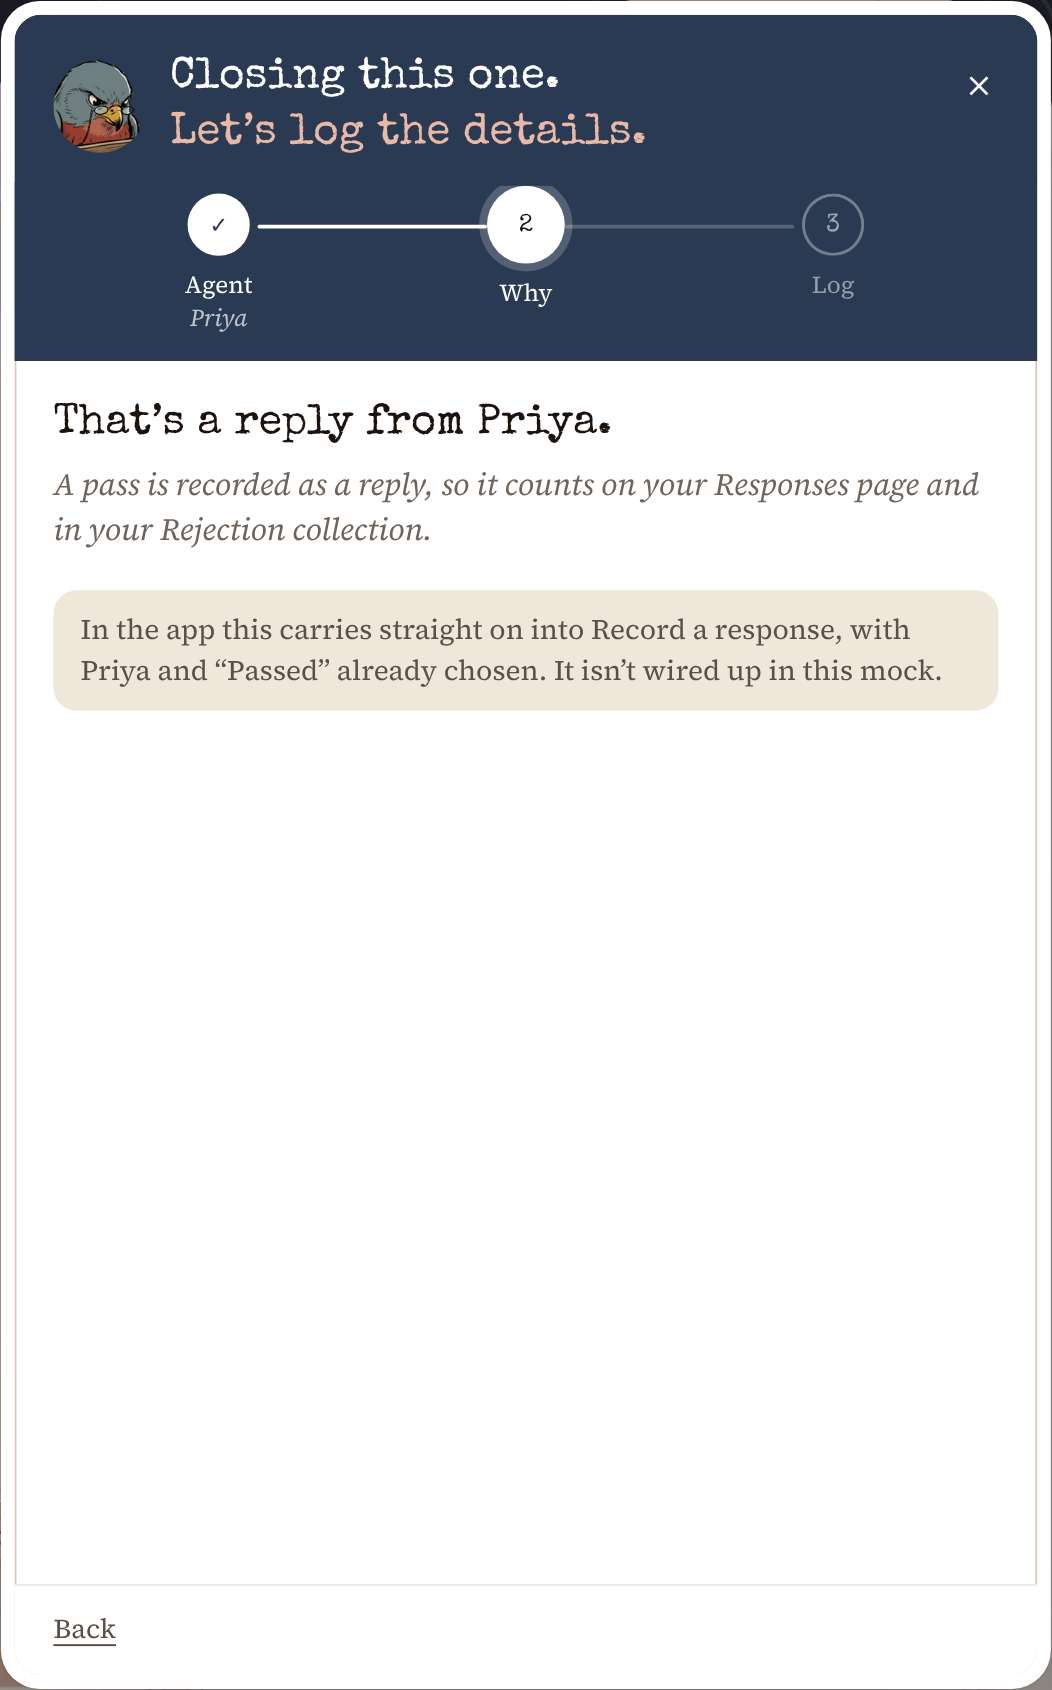 Closing this one.
Let’s log the details.
✓
2
3
Agent
Why
Log
Priya
That’s a reply from Priya.
A pass is recorded as a reply, so it counts on your Responses page and
in your Rejection collection.
In the app this carries straight on into Record a response, with
Priya and “Passed” already chosen. It isn’t wired up in this mock.
Back